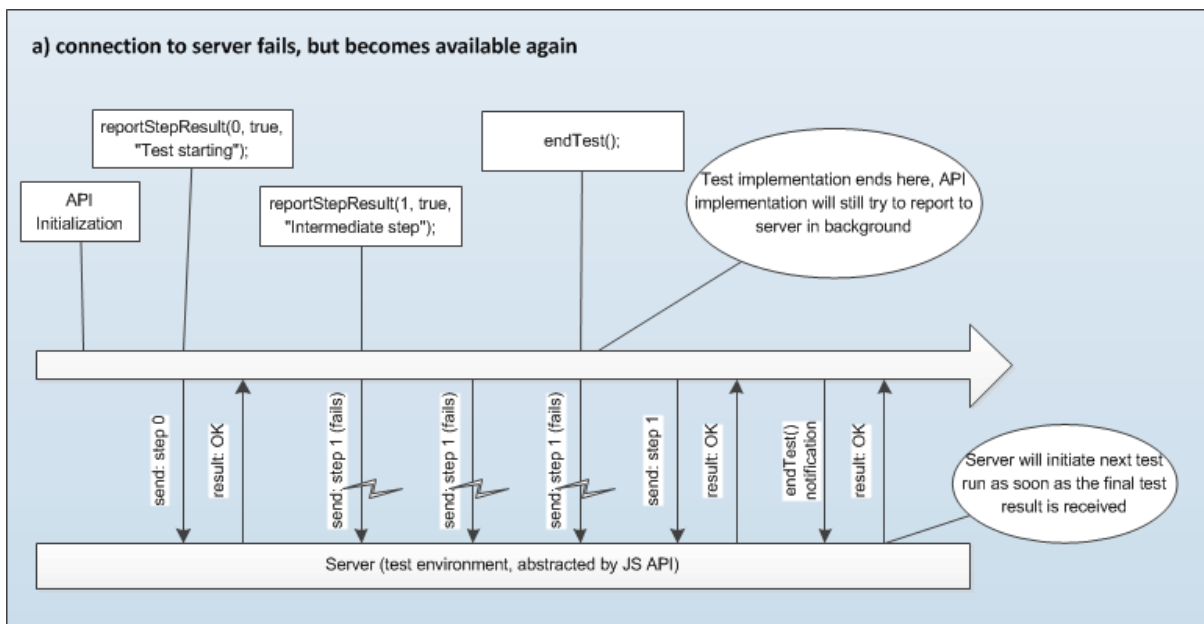 a) connection to server fails, but becomes available again
reportStepResult(0, true,
"Test starting");
endTest();
API
Initialization
reportStepResult(1, true,
"Intermediate step");
Test implementation ends here, API
implementation will still try to report to
server in background
send: step 0
result: OK
send: step 1 (fails)
send: step 1 (fails)
send: step 1 (fails)
send: step 1
result: OK
endTest()
notification
result: OK
Server will initiate next test
run as soon as the final test
result is received
Server (test environment, abstracted by JS API)